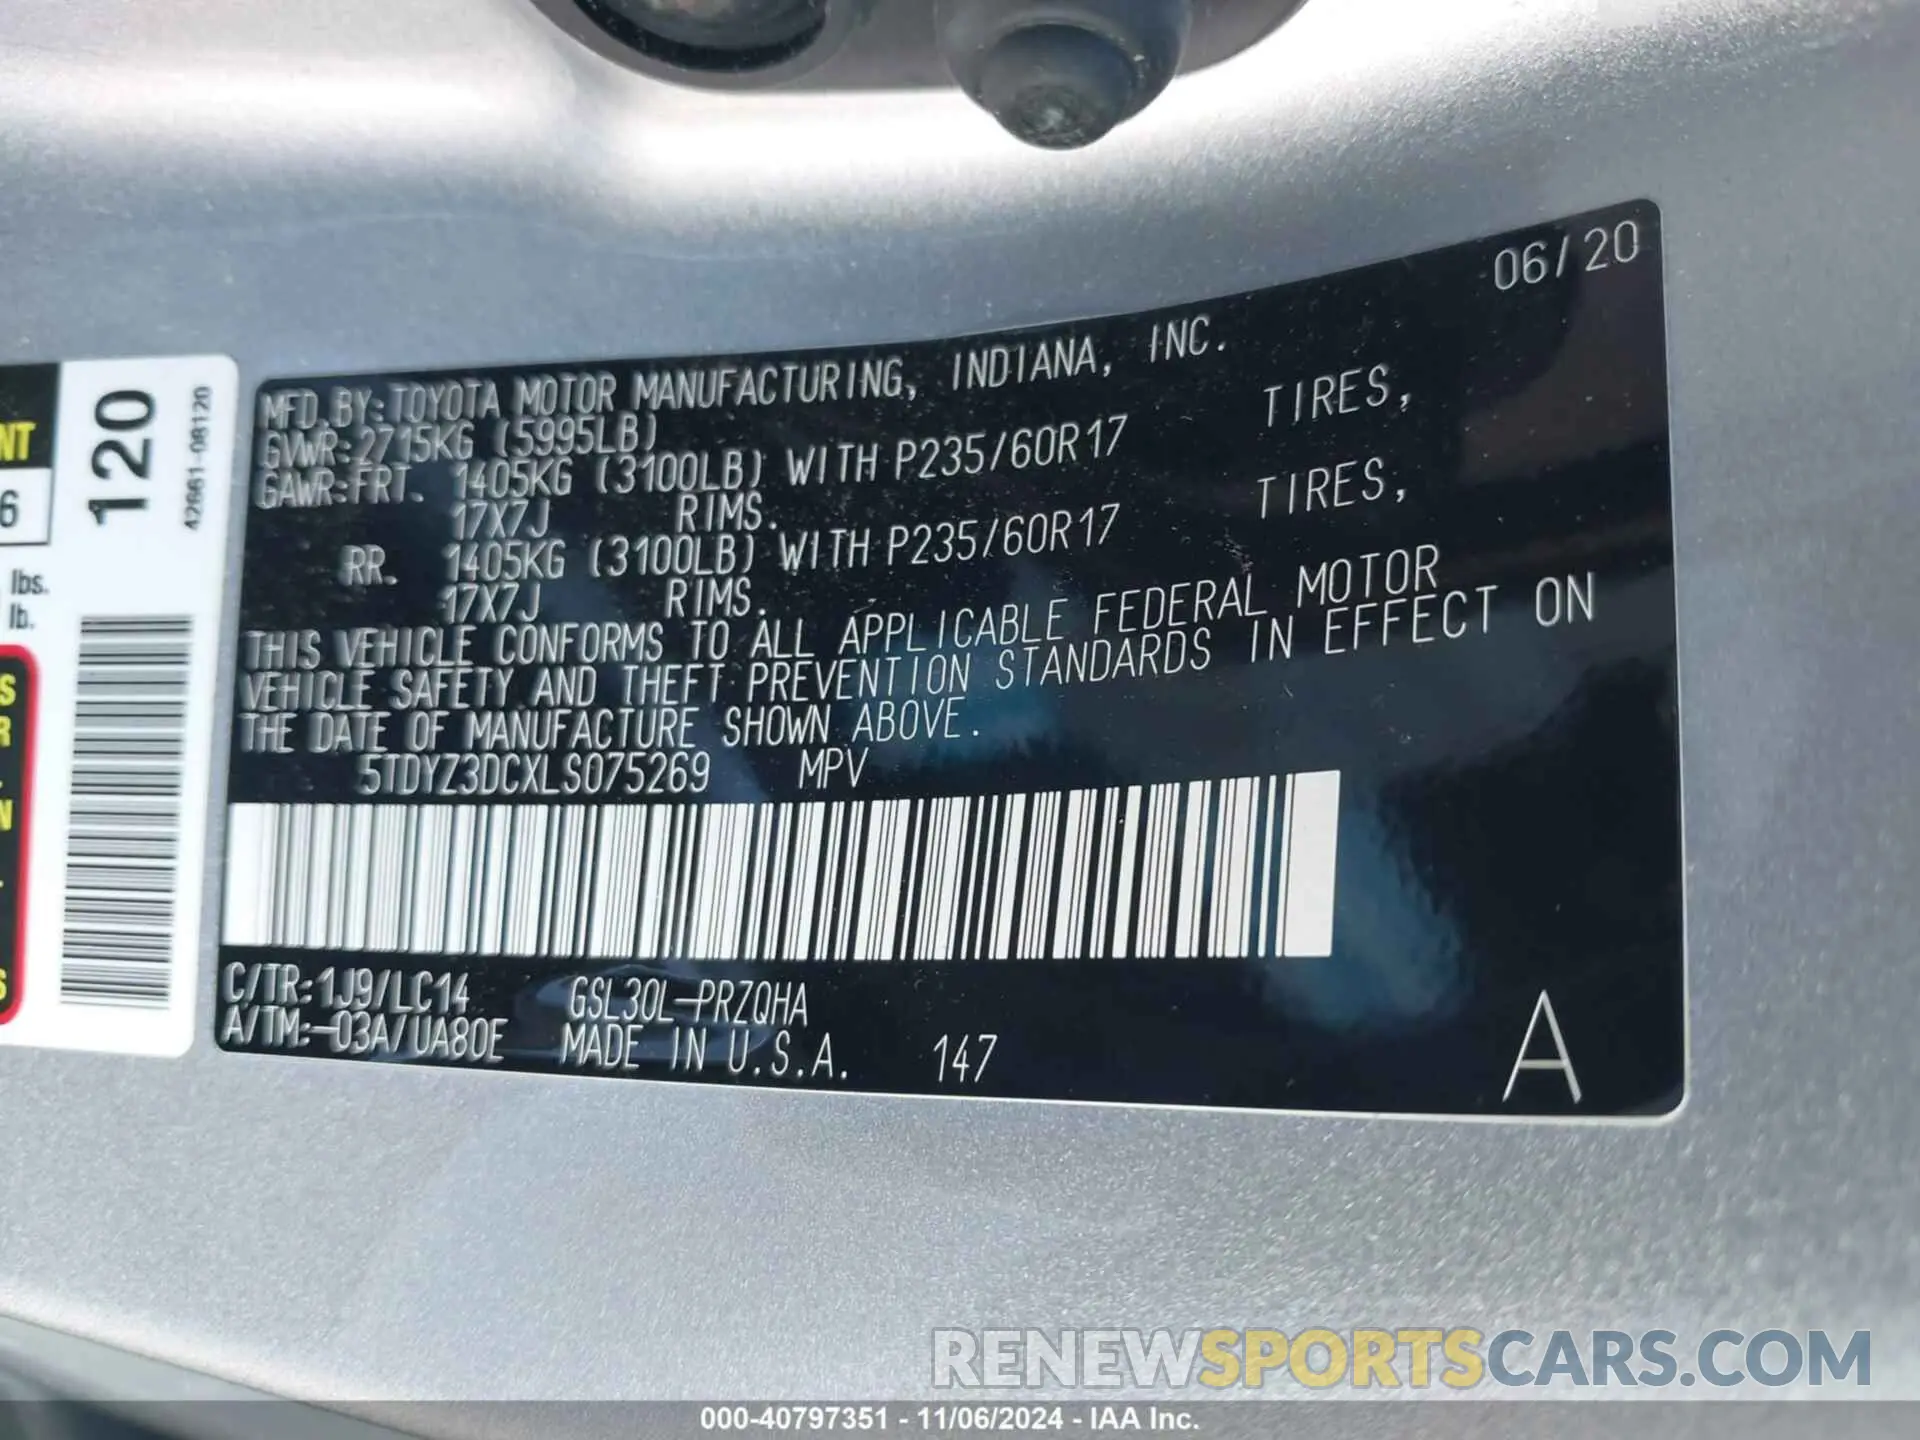 06/20
MFD.BY:TOYOTA MOTOR MANUFACTURING, INDIANA, INC.
GVWR:2715KG (5995LB)
GAWR:FRT. 1405KG (3100LB) WITH P235/60R17 TIRES,
17X7J RIMS.
RR. 1405KG (3100LB) WITH P235/60R17 TIRES,
17X7J RIMS.
THIS VEHICLE CONFORMS TO ALL APPLICABLE FEDERAL MOTOR
VEHICLE SAFETY AND THEFT PREVENTION STANDARDS IN EFFECT ON
THE DATE OF MANUFACTURE SHOWN ABOVE.
5TDYZ3DCXLS075269 MPV
C/TR:1J9/LC14 GSL30L-PRZQHA
A/TM:-03A/UA80E MADE IN U.S.A. 147
A
120
42661-08120
NT
6
lbs.
lb.
S
R
N
S
RENEWSPORTSCARS.COM
000-40797351 - 11/06/2024 - IAA Inc.